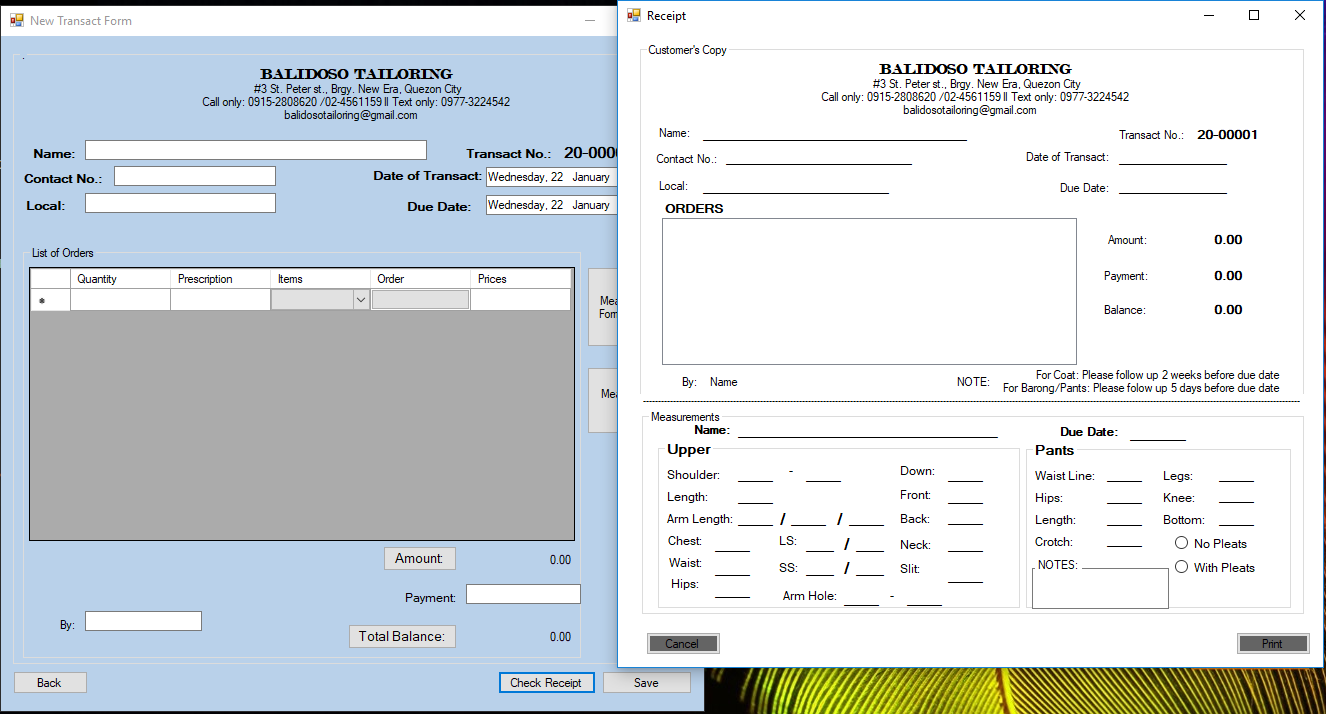 New Transact Form
BALIDOSO TAILORING
#3 St. Peter st., Brgy. New Era, Quezon City
Call only: 0915-2808620 /02-4561159 ll Text only: 0977-3224542
balidosotailoring@gmail.com
Name:
Transact No.:
Contact No.:
Date of Transact: Wednesday, 22 January
Local:
Due Date: Wednesday, 22 January
List of Orders
Quantity Prescription Items Order Prices
Amount: 0.00
Payment:
By:
Total Balance: 0.00
Back
Check Receipt
Save
Receipt
Customer's Copy
BALIDOSO TAILORING
#3 St. Peter st., Brgy. New Era, Quezon City
Call only: 0915-2808620 /02-4561159 ll Text only: 0977-3224542
balidosotailoring@gmail.com
Name:
Transact No.: 20-00001
Contact No.:
Date of Transact:
Local:
Due Date:
ORDERS
Amount: 0.00
Payment: 0.00
Balance: 0.00
By: Name
NOTE: For Coat: Please follow up 2 weeks before due date
For Barong/Pants: Please folow up 5 days before due date
Measurements
Name:
Due Date:
Upper
Shoulder: -
Length:
Arm Length: / /
Chest:
LS: /
Waist:
SS: /
Hips:
Arm Hole: -
Down:
Front:
Back:
Neck:
Slit:
Pants
Waist Line:
Legs:
Hips:
Knee:
Length:
Bottom:
Crotch:
No Pleats
NOTES:
With Pleats
Cancel
Print